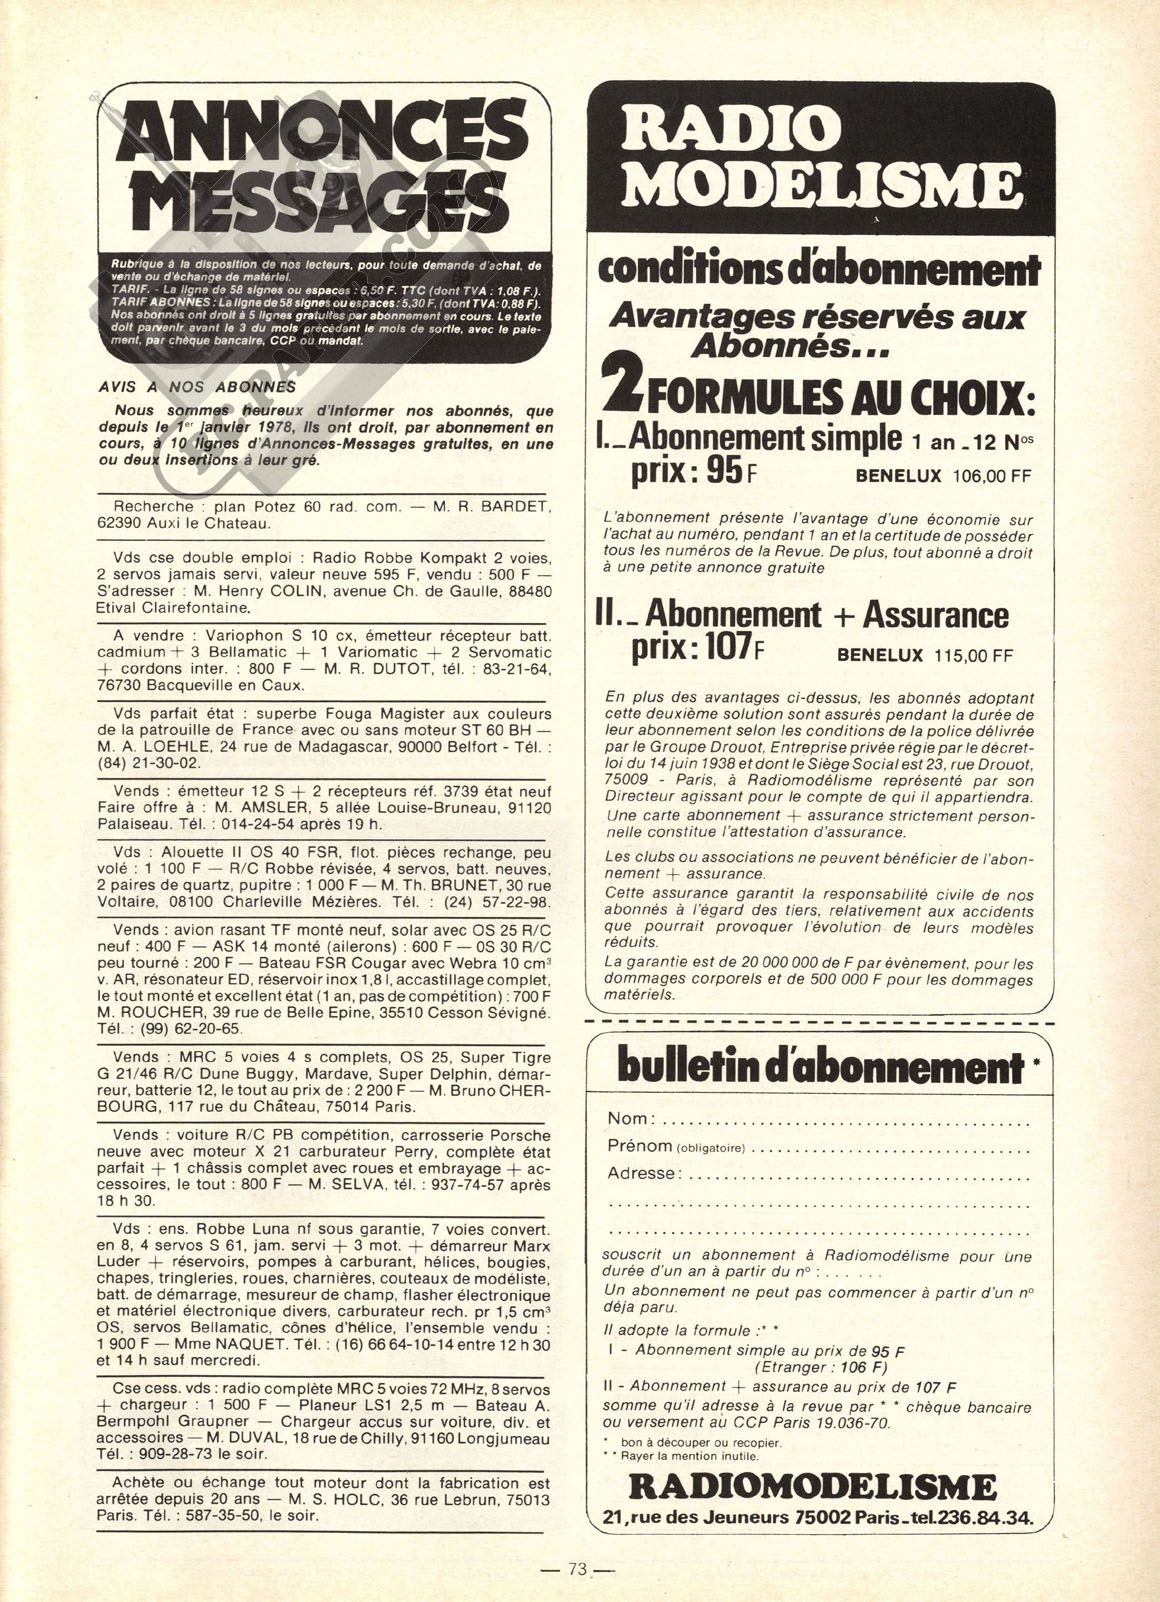 ANNONCES
MESSAGES
Rubrique à la disposition de nos lecteurs, pour toute demande d'achat, de
vente ou d'échange de matériel.
TARIF. - La ligne de 58 signes ou espaces : 6,50 F. TTC (dont TVA : 1,08 F.).
TARIF ABONNES : La ligne de 58 signes ou espaces : 5,30 F, (dont TVA: 0,88 F).
Nos abonnés ont droit à 5 lignes gratuites par abonnement en cours. Le texte
doit parvenir avant le 3 du mois précédant le mois de sortie, avec le paie-
ment, par chèque bancaire, CCP ou mandat.
AVIS A NOS ABONNES
Nous sommes heureux d'informer nos abonnés, que
depuis le 1er janvier 1978, ils ont droit, par abonnement en
cours, à 10 lignes d'Annonces-Messages gratuites, en une
ou deux insertions à leur gré.
Recherche : plan Potez 60 rad. com. — M. R. BARDET,
62390 Auxi le Chateau.
Vds cse double emploi : Radio Robbe Kompakt 2 voies,
2 servos jamais servi, valeur neuve 595 F, vendu : 500 F —
S'adresser : M. Henry COLIN, avenue Ch. de Gaulle, 88480
Etival Clairefontaine.
A vendre : Variophon S 10 cx, émetteur récepteur batt.
cadmium + 3 Bellamatic + 1 Variomatic + 2 Servomatic
+ cordons inter. : 800 F — M. R. DUTOT, tél. : 83-21-64,
76730 Bacqueville en Caux.
Vds parfait état : superbe Fouga Magister aux couleurs
de la patrouille de France avec ou sans moteur ST 60 BH —
M. A. LOEHLE, 24 rue de Madagascar, 90000 Belfort - Tél. :
(84) 21-30-02.
Vends : émetteur 12 S + 2 récepteurs réf. 3739 état neuf
Faire offre à : M. AMSLER, 5 allée Louise-Bruneau, 91120
Palaiseau. Tél. : 014-24-54 après 19 h.
Vds : Alouette II OS 40 FSR, flot. pièces rechange, peu
volé : 1 100 F — R/C Robbe révisée, 4 servos, batt. neuves,
2 paires de quartz, pupitre : 1 000 F — M. Th. BRUNET, 30 rue
Voltaire, 08100 Charleville Mézières. Tél. : (24) 57-22-98.
Vends : avion rasant TF monté neuf, solar avec OS 25 R/C
neuf : 400 F — ASK 14 monté (ailerons) : 600 F — 0S 30 R/C
peu tourné : 200 F — Bateau FSR Cougar avec Webra 10 cm³
v. AR, résonateur ED, réservoir inox 1,8 l, accastillage complet,
le tout monté et excellent état (1 an, pas de compétition) : 700 F
M. ROUCHER, 39 rue de Belle Epine, 35510 Cesson Sévigné.
Tél. : (99) 62-20-65.
Vends : MRC 5 voies 4 s complets, OS 25, Super Tigre
G 21/46 R/C Dune Buggy, Mardave, Super Delphin, démar-
reur, batterie 12, le tout au prix de : 2 200 F — M. Bruno CHER-
BOURG, 117 rue du Château, 75014 Paris.
Vends : voiture R/C PB compétition, carrosserie Porsche
neuve avec moteur X 21 carburateur Perry, complète état
parfait + 1 châssis complet avec roues et embrayage + ac-
cessoires, le tout : 800 F — M. SELVA, tél. : 937-74-57 après
18 h 30.
Vds : ens. Robbe Luna nf sous garantie, 7 voies convert.
en 8, 4 servos S 61, jam. servi + 3 mot. + démarreur Marx
Luder + réservoirs, pompes à carburant, hélices, bougies,
chapes, tringleries, roues, charnières, couteaux de modéliste,
batt. de démarrage, mesureur de champ, flasher électronique
et matériel électronique divers, carburateur rech. pr 1,5 cm³
OS, servos Bellamatic, cônes d'hélice, l'ensemble vendu :
1 900 F — Mme NAQUET. Tél. : (16) 66 64-10-14 entre 12 h 30
et 14 h sauf mercredi.
Cse cess. vds : radio complète MRC 5 voies 72 MHz, 8 servos
+ chargeur : 1 500 F — Planeur LS1 2,5 m — Bateau A.
Bermpohl Graupner — Chargeur accus sur voiture, div. et
accessoires — M. DUVAL, 18 rue de Chilly, 91160 Longjumeau
Tél. : 909-28-73 le soir.
Achète ou échange tout moteur dont la fabrication est
arrêtée depuis 20 ans — M. S. HOLC, 36 rue Lebrun, 75013
Paris. Tél. : 587-35-50, le soir.
RADIO
MODELISME
conditions d'abonnement
Avantages réservés aux
Abonnés...
2 FORMULES AU CHOIX:
I._Abonnement simple 1 an _ 12 Nos
prix: 95 F BENELUX 106,00 FF
L'abonnement présente l'avantage d'une économie sur
l'achat au numéro, pendant 1 an et la certitude de posséder
tous les numéros de la Revue. De plus, tout abonné a droit
à une petite annonce gratuite
II._ Abonnement + Assurance
prix: 107 F BENELUX 115,00 FF
En plus des avantages ci-dessus, les abonnés adoptant
cette deuxième solution sont assurés pendant la durée de
leur abonnement selon les conditions de la police délivrée
par le Groupe Drouot, Entreprise privée régie par le décret-
loi du 14 juin 1938 et dont le Siège Social est 23, rue Drouot,
75009 - Paris, à Radiomodélisme représenté par son
Directeur agissant pour le compte de qui il appartiendra.
Une carte abonnement + assurance strictement person-
nelle constitue l'attestation d'assurance.
Les clubs ou associations ne peuvent bénéficier de l'abon-
nement + assurance.
Cette assurance garantit la responsabilité civile de nos
abonnés à l'égard des tiers, relativement aux accidents
que pourrait provoquer l'évolution de leurs modèles
réduits.
La garantie est de 20 000 000 de F par évènement, pour les
dommages corporels et de 500 000 F pour les dommages
matériels.
bulletin d'abonnement *
Nom : ........................................
Prénom (obligatoire) ................................
Adresse : ....................................
souscrit un abonnement à Radiomodélisme pour une
durée d'un an à partir du n° : . . . . . .
Un abonnement ne peut pas commencer à partir d'un n°
déja paru.
Il adopte la formule :* *
I - Abonnement simple au prix de 95 F
(Etranger : 106 F)
II - Abonnement + assurance au prix de 107 F
somme qu'il adresse à la revue par * * chèque bancaire
ou versement au CCP Paris 19.036-70.
* bon à découper ou recopier.
* * Rayer la mention inutile.
RADIOMODELISME
21, rue des Jeuneurs 75002 Paris_tel. 236.84.34.
— 73 —